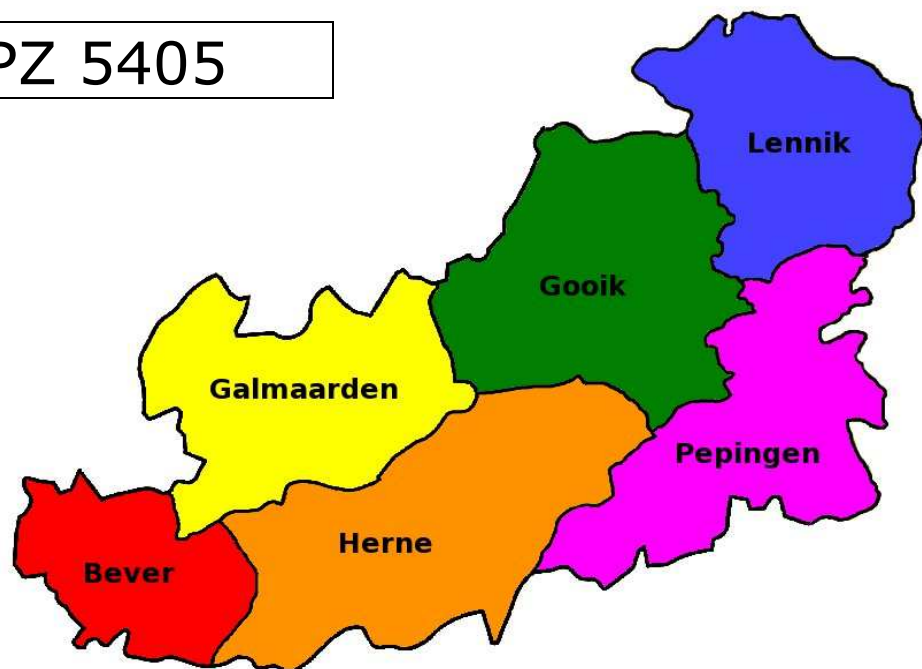 PZ 5405
Lennik
Gooik
Galmaarden
Pepingen
Herne
Bever